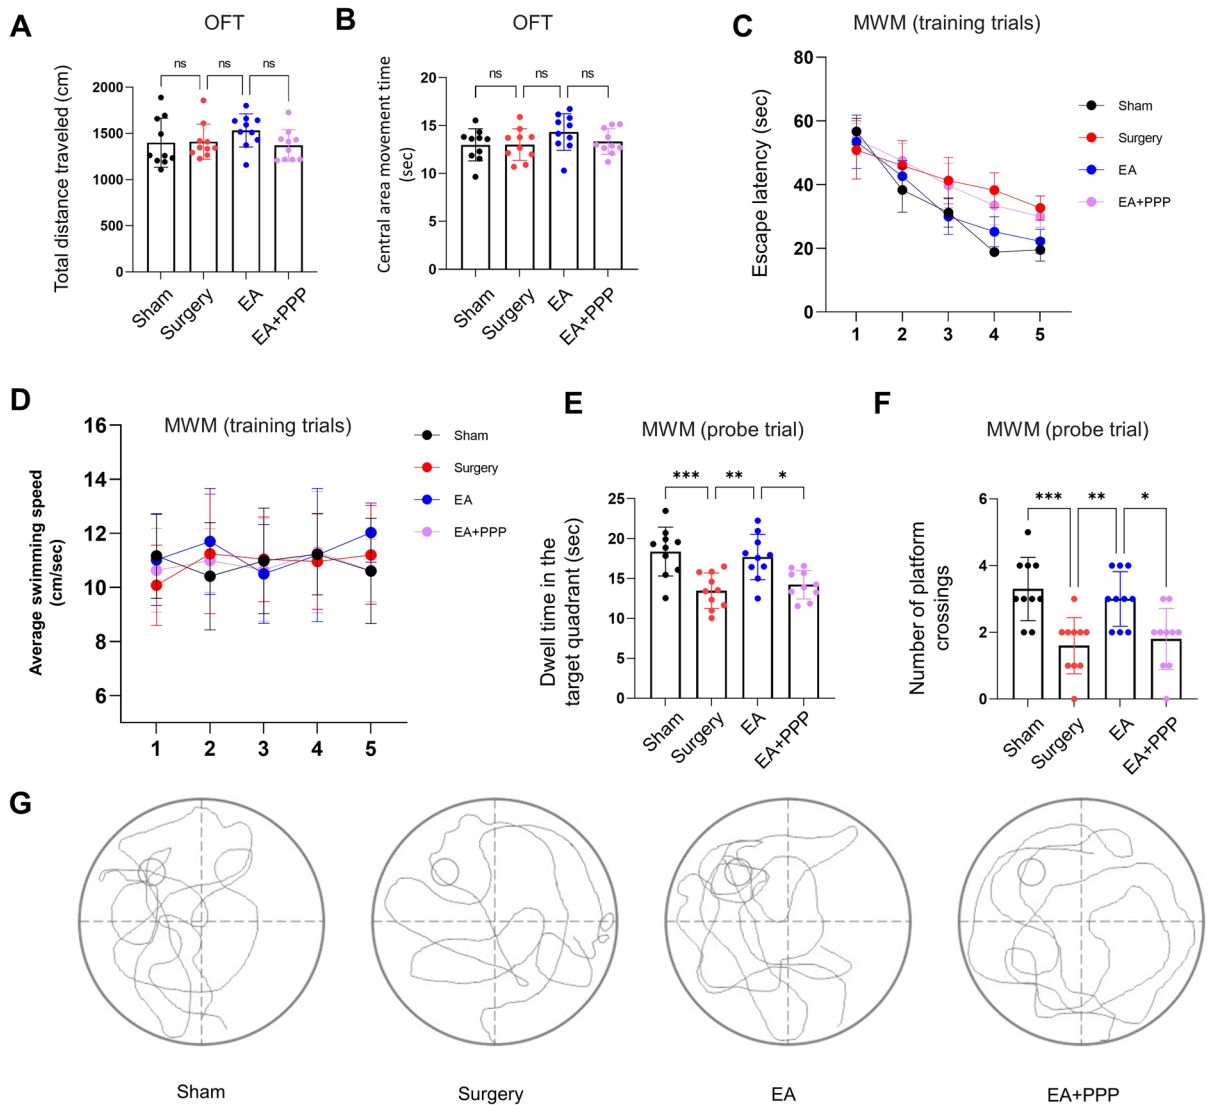 A
OFT
Total distance traveled (cm)
2000
1500
1000
500
0
ns
ns
ns
Sham
Surgery
EA
EA+PPP
B
OFT
Central area movement time
(sec)
20
15
10
5
0
ns
ns
ns
Sham
Surgery
EA
EA+PPP
C
MWM (training trials)
Escape latency (sec)
80
60
40
20
0
1 2 3 4 5
Sham
Surgery
EA
EA+PPP
D
MWM (training trials)
Average swimming speed
(cm/sec)
16
14
12
10
8
6
1 2 3 4 5
Sham
Surgery
EA
EA+PPP
E
MWM (probe trial)
Dwell time in the
target quadrant (sec)
25
20
15
10
5
0
*** ** *
Sham
Surgery
EA
EA+PPP
F
MWM (probe trial)
Number of platform
crossings
6
4
2
0
*** ** *
Sham
Surgery
EA
EA+PPP
G
Sham
Surgery
EA
EA+PPP